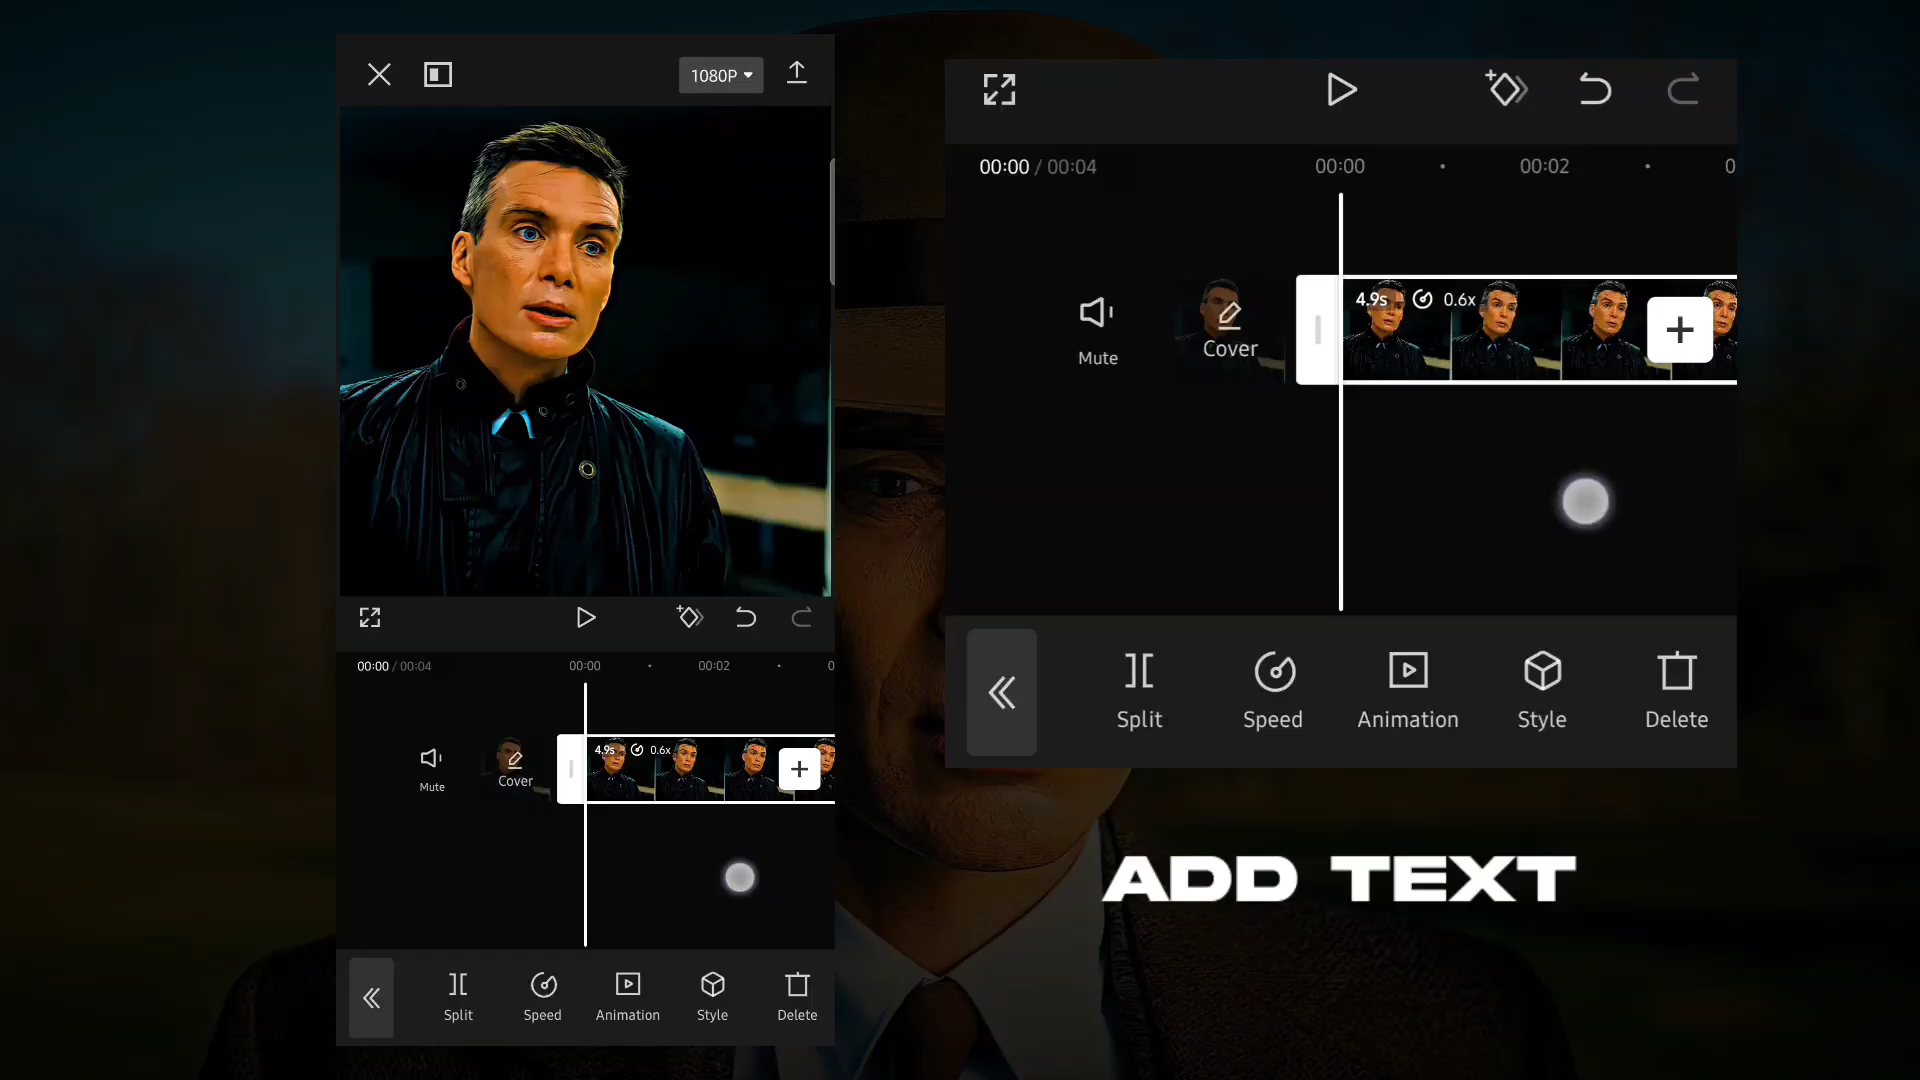 1080P
00:00 / 00:04
00:00
00:02
0
4.9s
0.6x
Mute
Cover
Split
Speed
Animation
Style
Delete
00:00 / 00:04
00:00
00:02
0
4.9s
0.6x
Mute
Cover
Split
Speed
Animation
Style
Delete
ADD TEXT